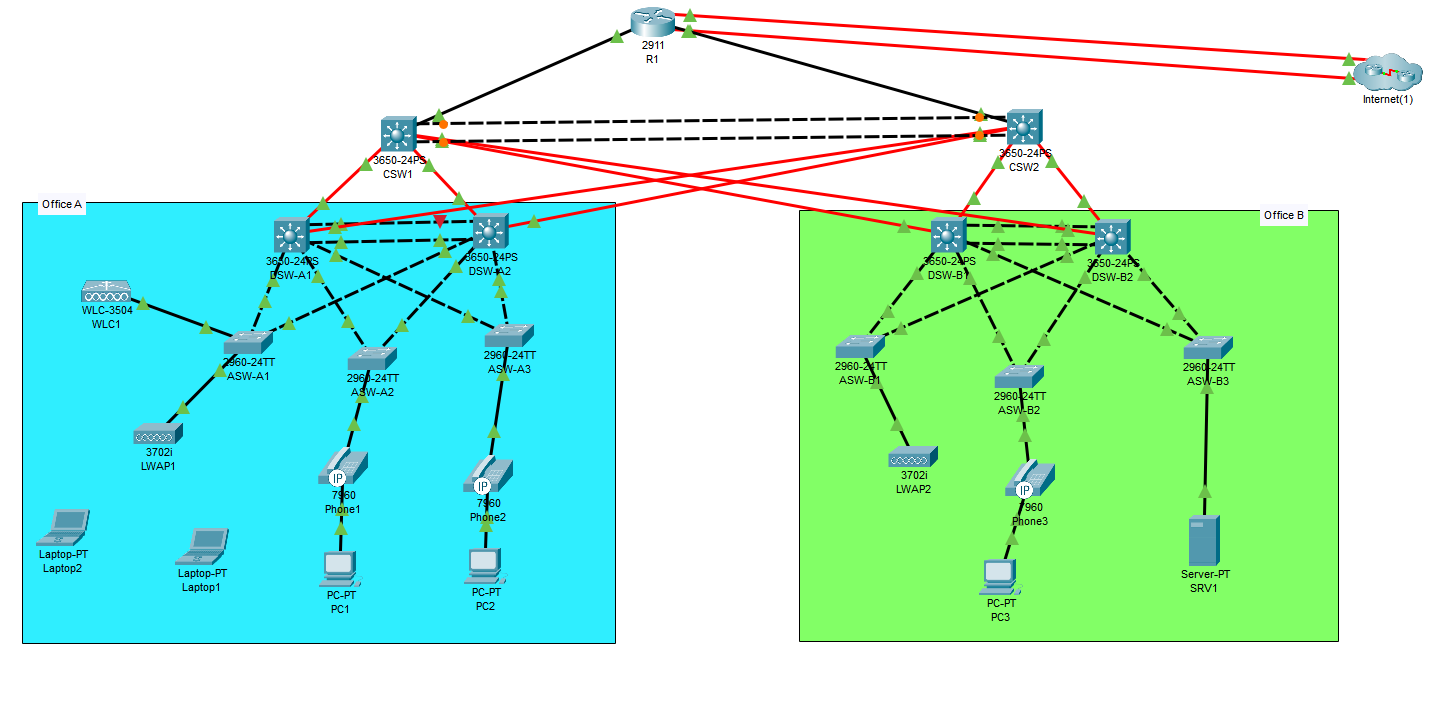 2911
R1
Internet(1)
3650-24PS
CSW1
3650-24PS
CSW2
Office A
Office B
3650-24PS
DSW-A1
3650-24PS
DSW-A2
3650-24PS
DSW-B1
3650-24PS
DSW-B2
WLC-3504
WLC1
2960-24TT
ASW-A1
2960-24TT
ASW-A2
2960-24TT
ASW-A3
2960-24TT
ASW-B1
2960-24TT
ASW-B2
2960-24TT
ASW-B3
3702i
LWAP1
IP
7960
Phone1
IP
7960
Phone2
3702i
LWAP2
IP
7960
Phone3
Laptop-PT
Laptop2
Laptop-PT
Laptop1
PC-PT
PC1
PC-PT
PC2
PC-PT
PC3
Server-PT
SRV1